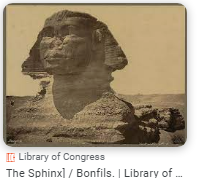 Library of Congress
The Sphinx] / Bonfils. | Library of ...